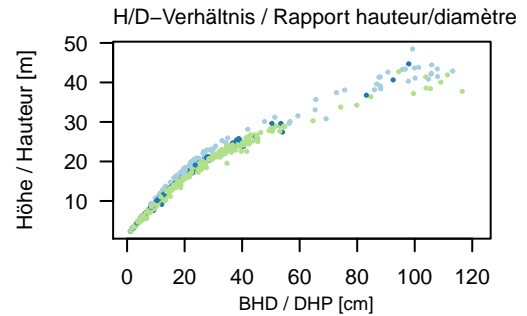 H/D−Verhältnis / Rapport hauteur/diamètre
50
40
30
20
10
Höhe / Hauteur [m]
0 20 40 60 80 100 120
BHD / DHP [cm]